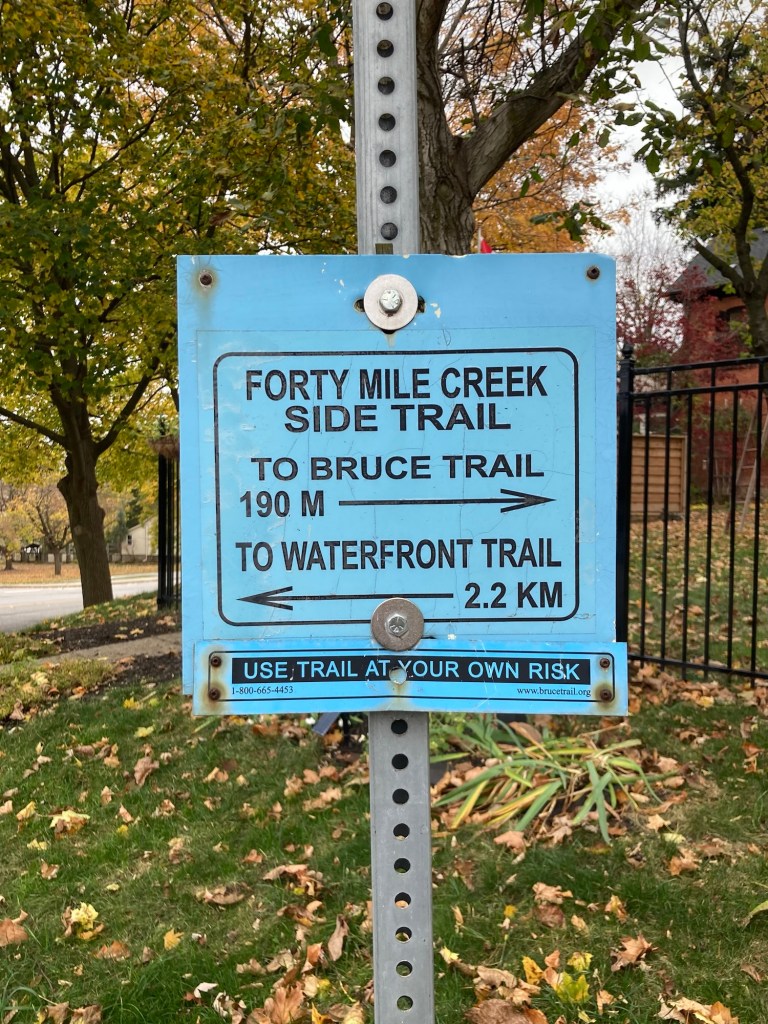 FORTY MILE CREEK
SIDE TRAIL
TO BRUCE TRAIL
190 M
TO WATERFRONT TRAIL
2.2 KM
USE TRAIL AT YOUR OWN RISK
1-800-665-4453 www.brucetrail.org